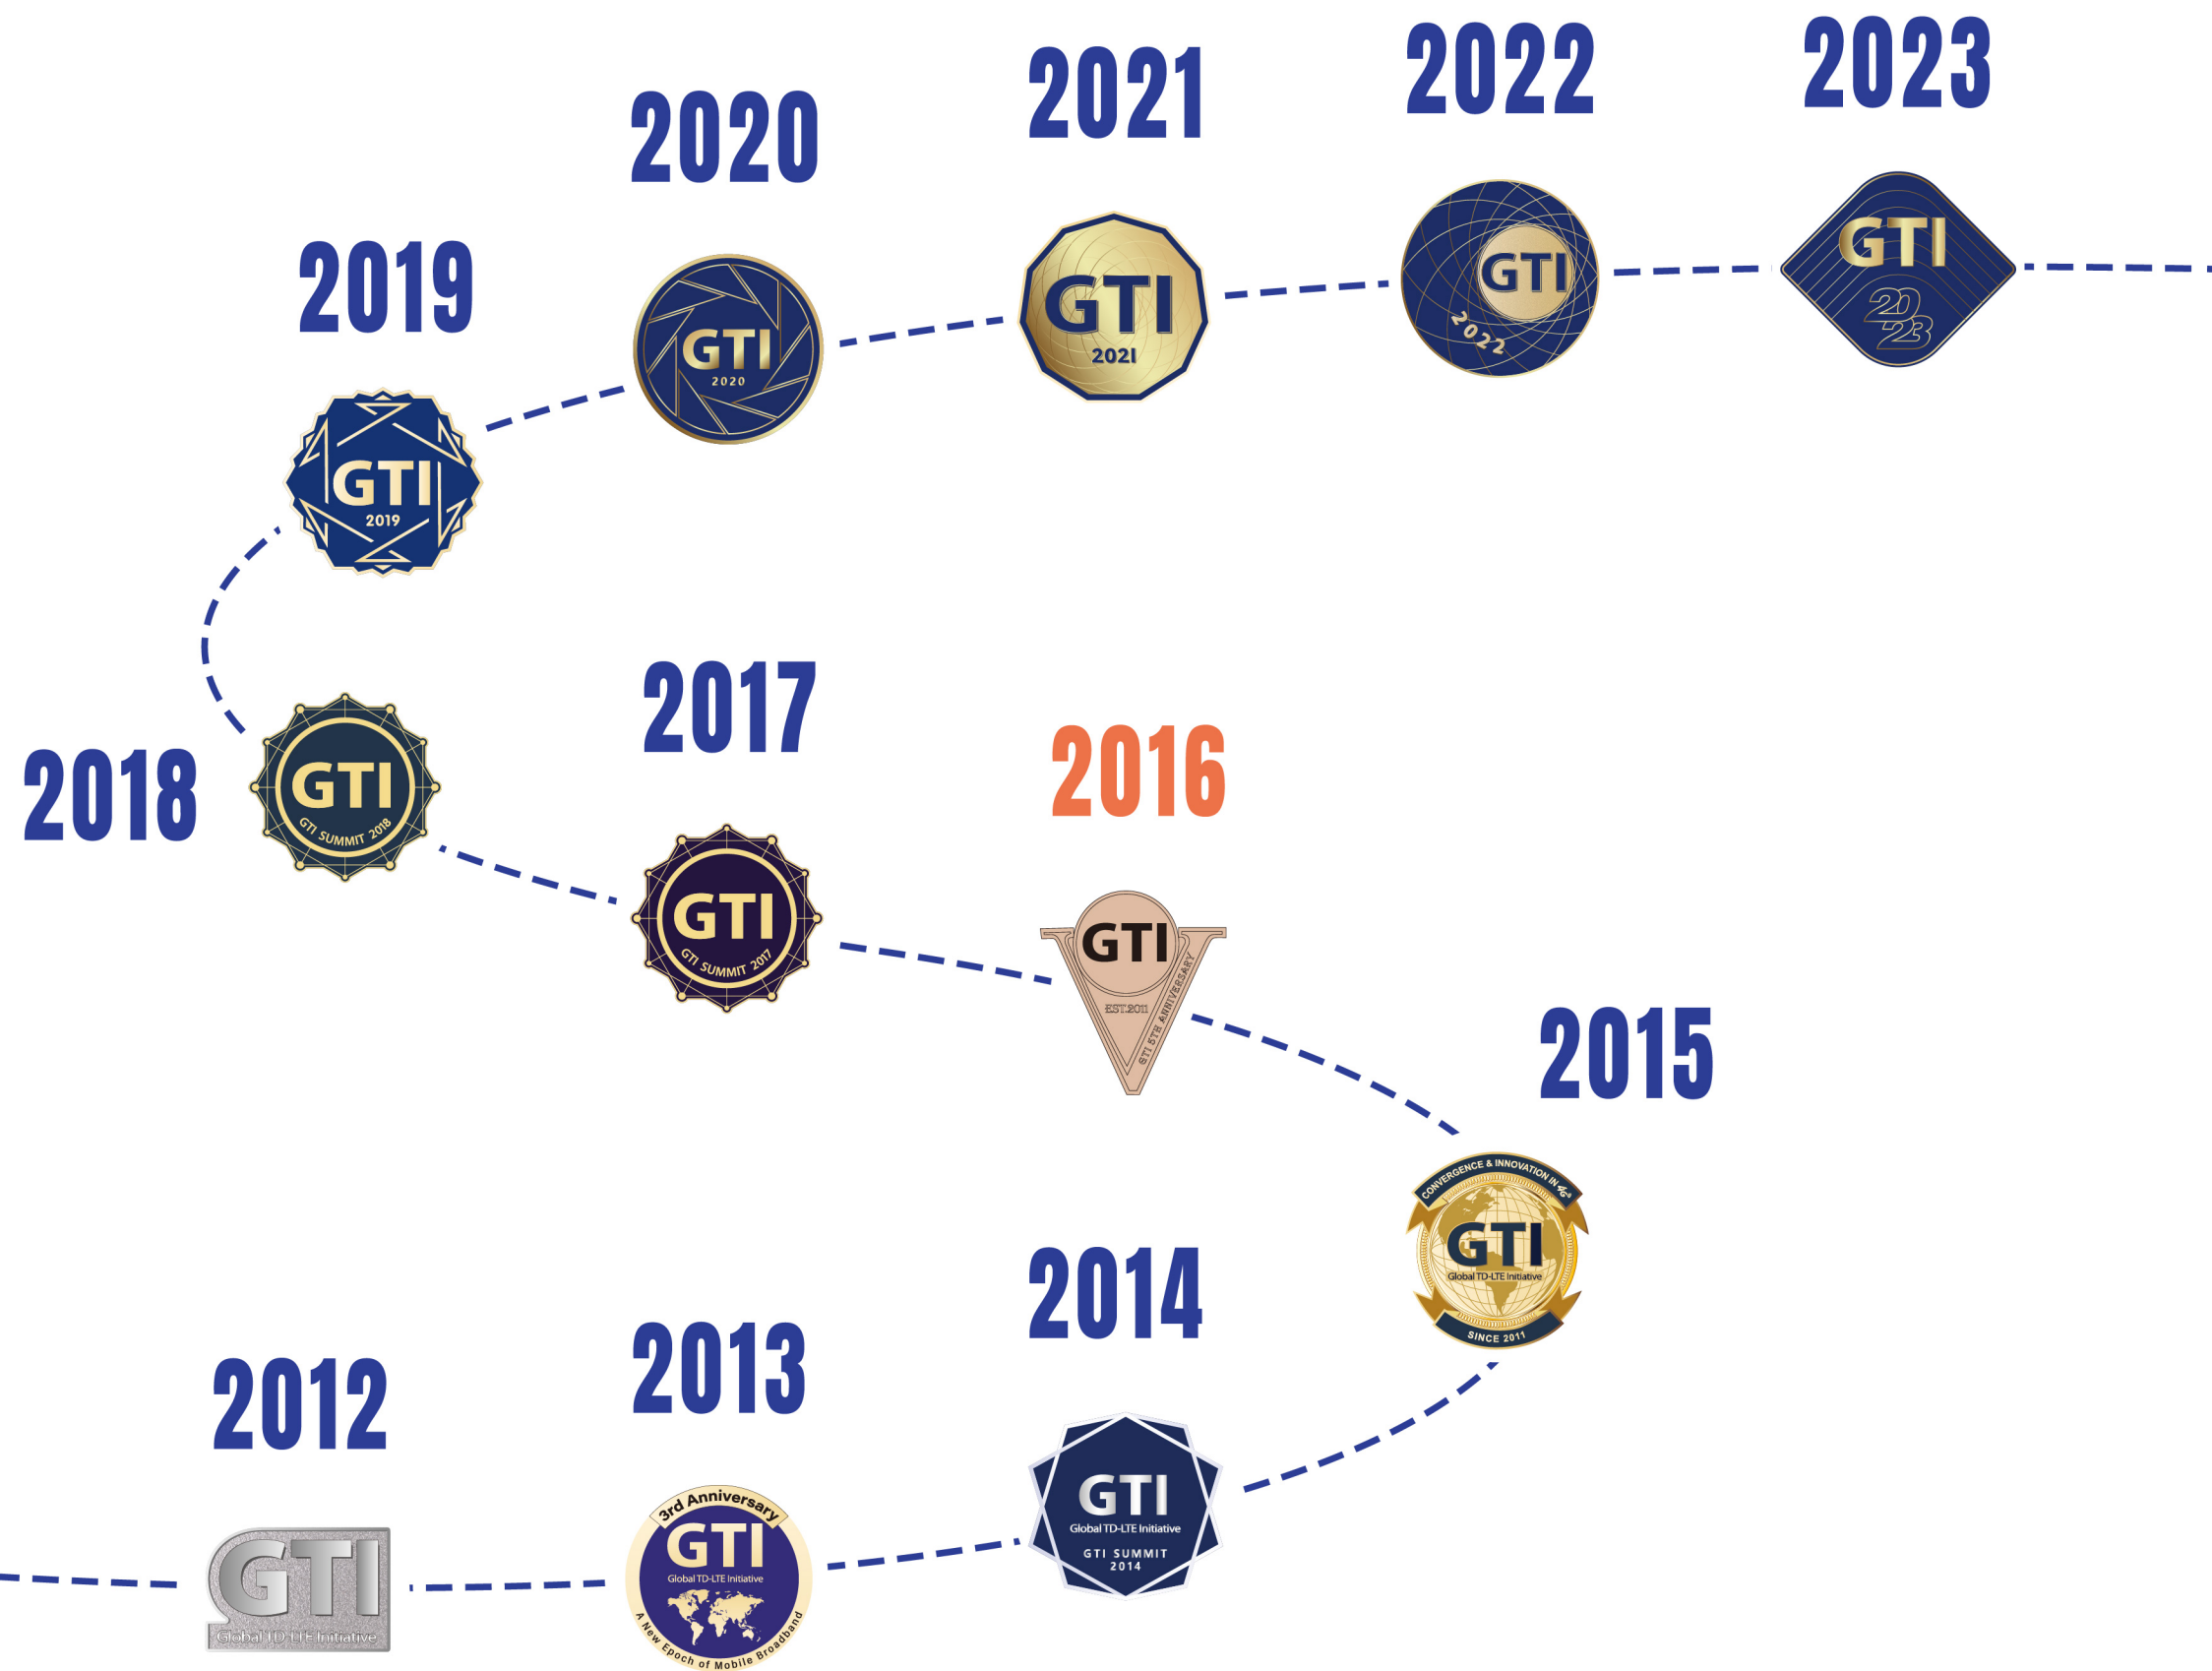 2023
GTI
20
23
2022
GTI
2022
2021
GTI
2021
2020
GTI
2020
2019
GTI
2019
2018
GTI
GTI SUMMIT 2018
2017
GTI
GTI SUMMIT 2017
2016
GTI
EST.2011
GTI 5TH ANNIVERSARY
2015
CONVERGENCE & INNOVATION IN 4G+
GTI
Global TD-LTE Initiative
SINCE 2011
2014
GTI
Global TD-LTE Initiative
GTI SUMMIT
2014
2013
3rd Anniversary
GTI
Global TD-LTE Initiative
A New Epoch of Mobile Broadband
2012
GTI
Global TD-LTE Initiative